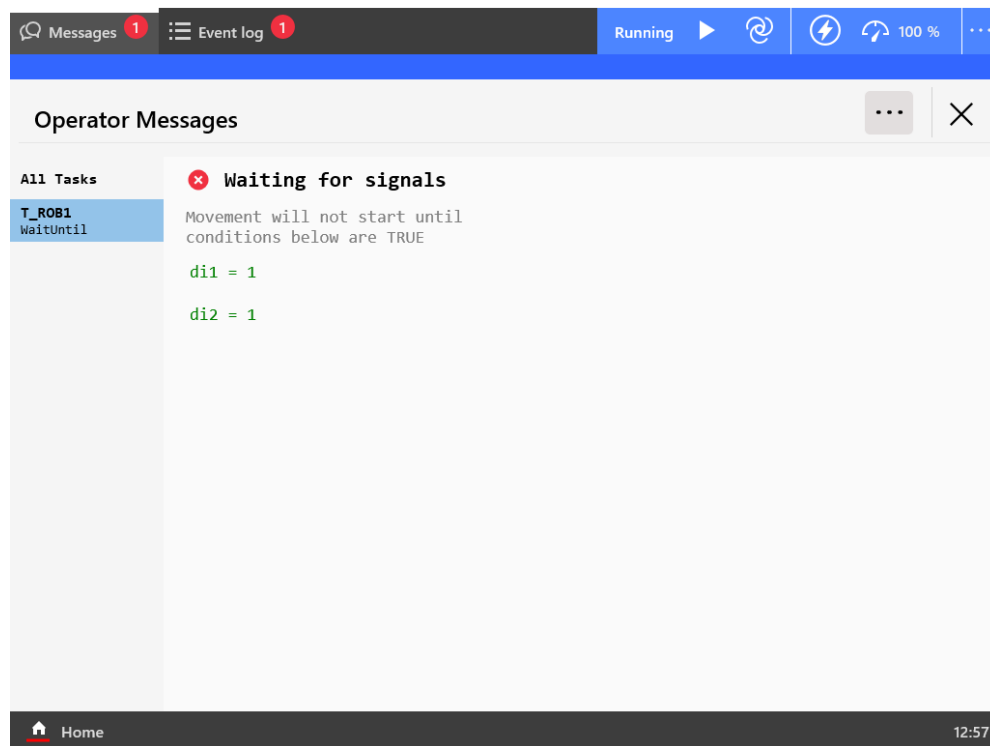 Messages 1 Event log 1 Running 100 %
Operator Messages
All Tasks
T_ROB1
WaitUntil
Waiting for signals
Movement will not start until
conditions below are TRUE
di1 = 1
di2 = 1
Home 12:57